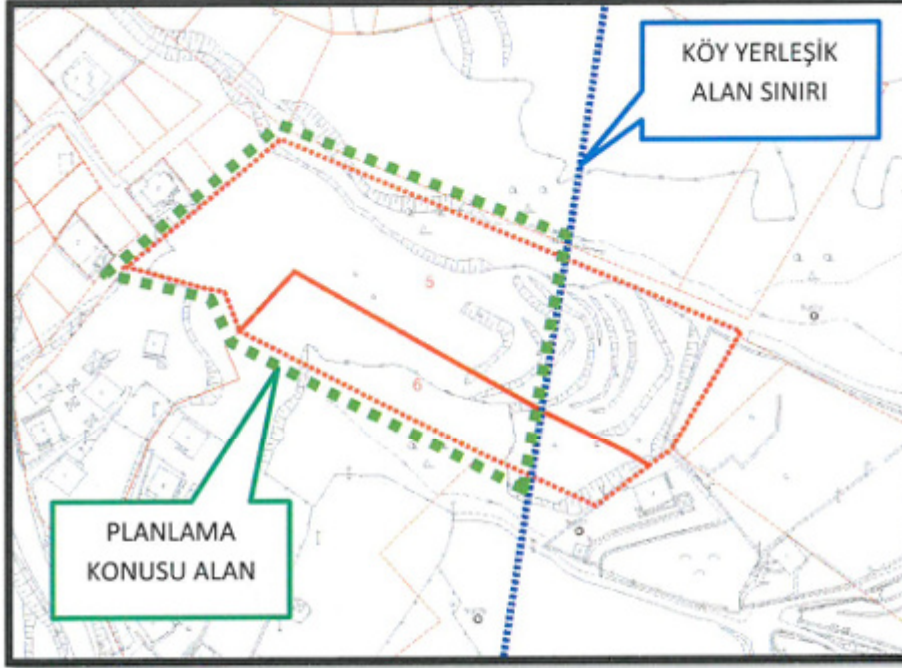 KÖY YERLEŞİK
ALAN SINIRI
5
6
PLANLAMA
KONUSU ALAN